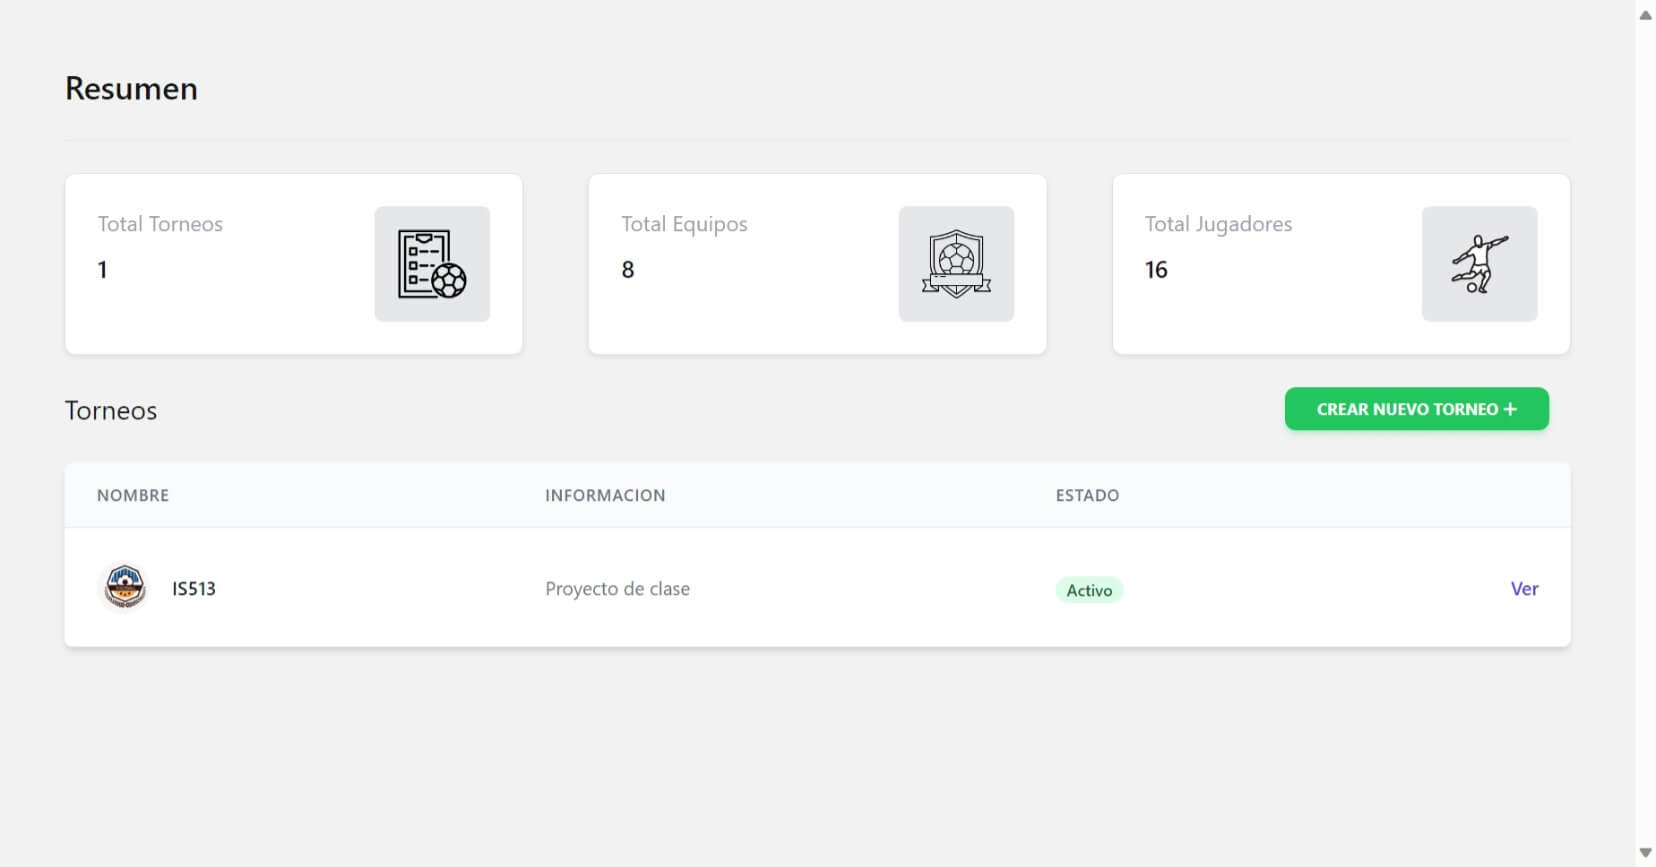 Resumen
Total Torneos
1
Total Equipos
8
Total Jugadores
16
Torneos
CREAR NUEVO TORNEO +
NOMBRE INFORMACION ESTADO
IS513 Proyecto de clase Activo Ver